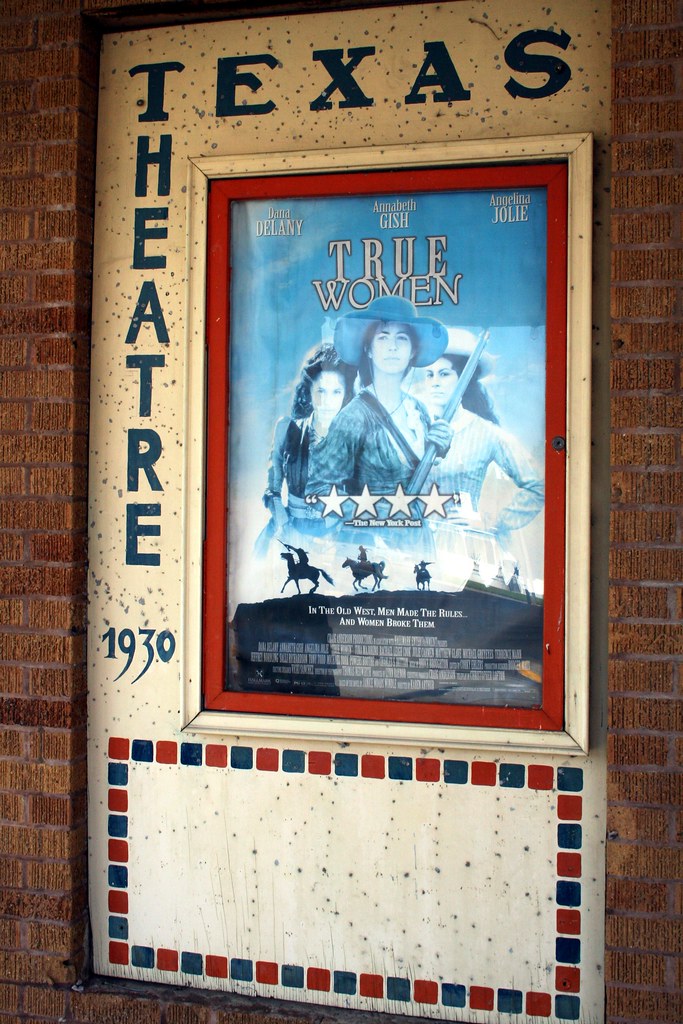 TEXAS
THEATRE
1930
Dana
DELANY
Annabeth
GISH
Angelina
JOLIE
TRUE
WOMEN
"★★★★"
—The New York Post
IN THE OLD WEST, MEN MADE THE RULES...
AND WOMEN BROKE THEM